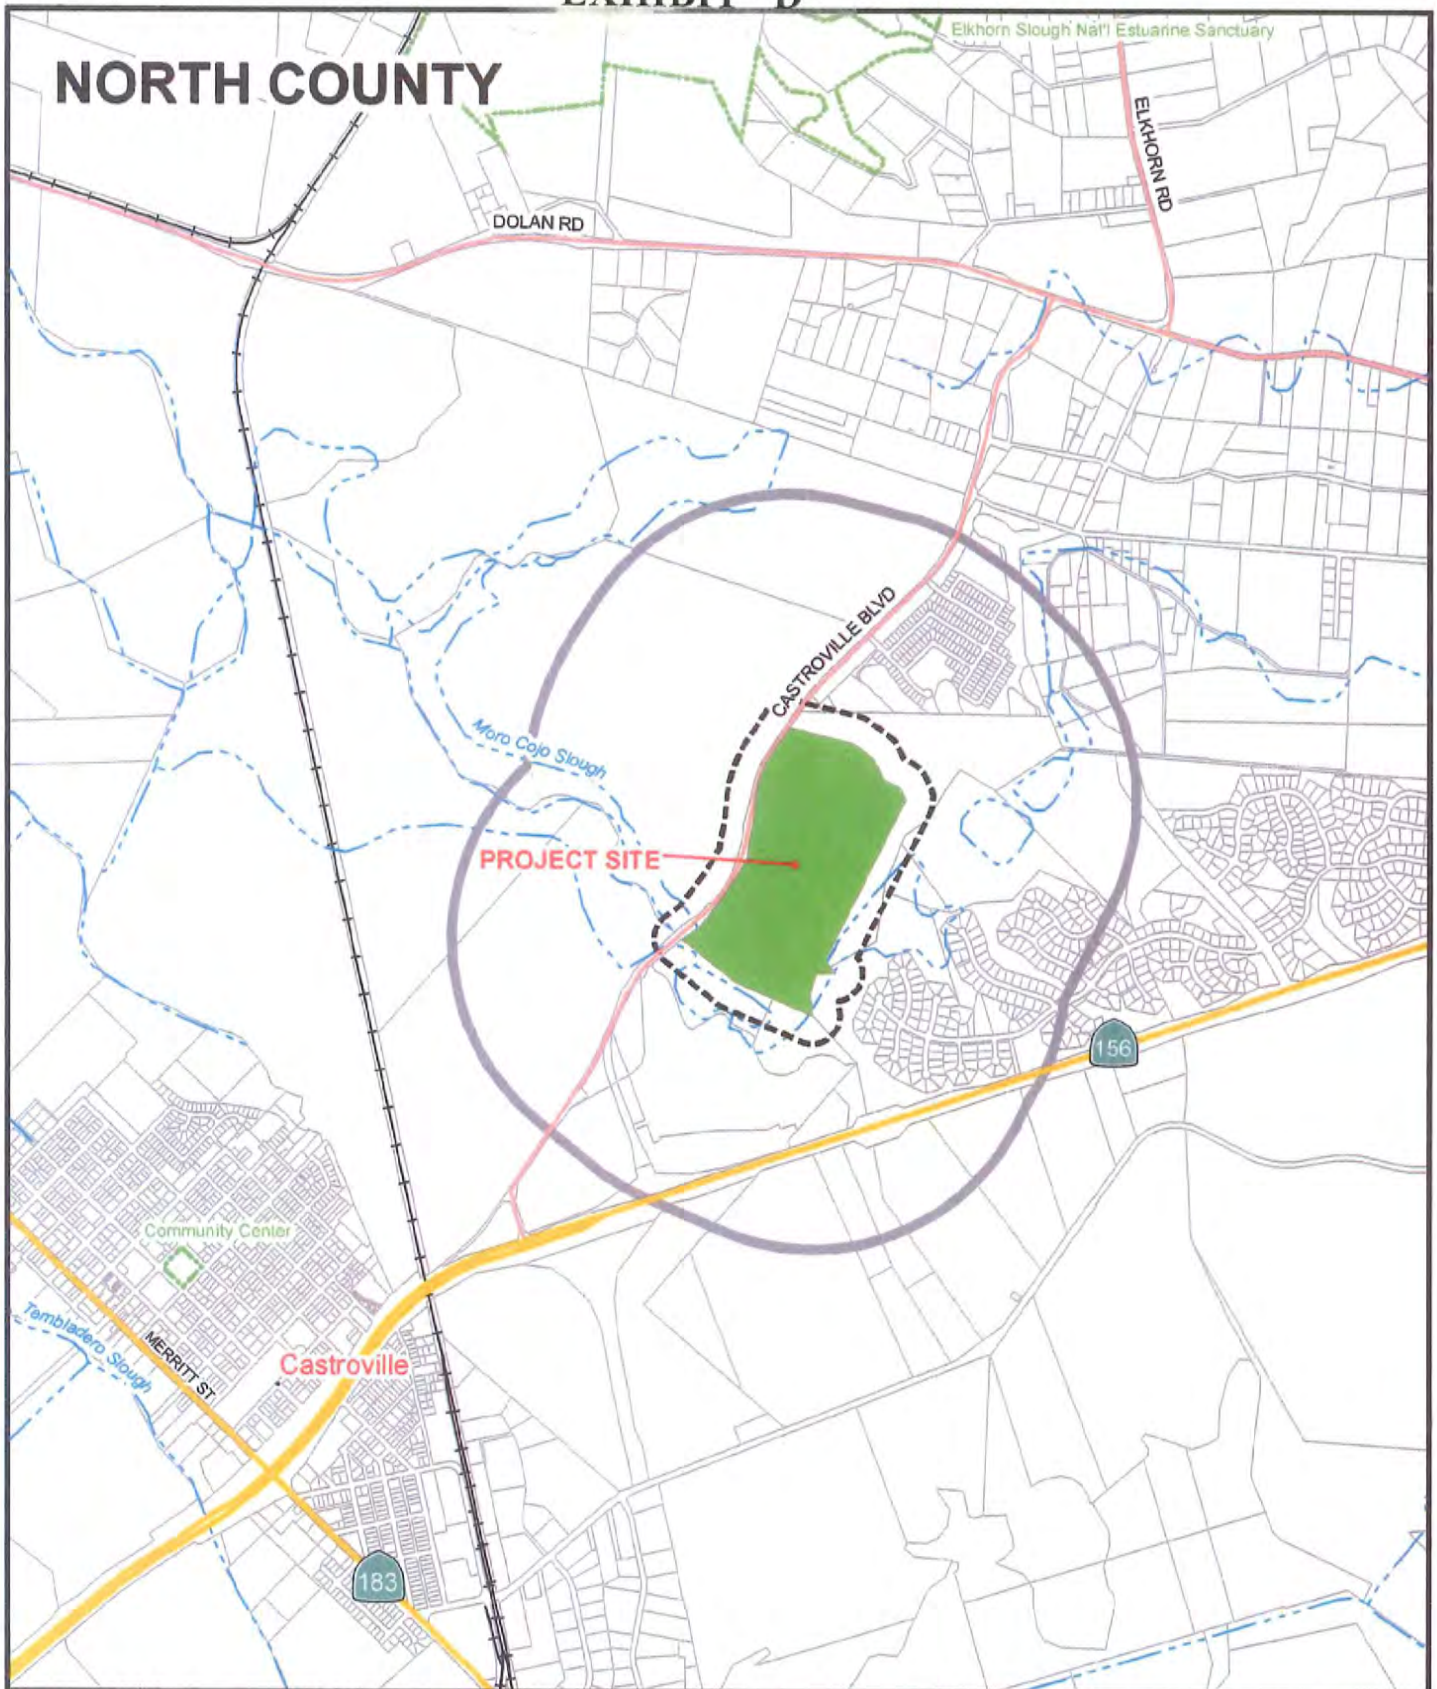 EXHIBIT D
Elkhorn Slough Nat'l Estuarine Sanctuary
NORTH COUNTY
ELKHORN RD
DOLAN RD
CASTROVILLE BLVD
Moro Cojo Slough
PROJECT SITE
156
Community Center
Tembladero Slough
MERRITT ST
Castroville
183